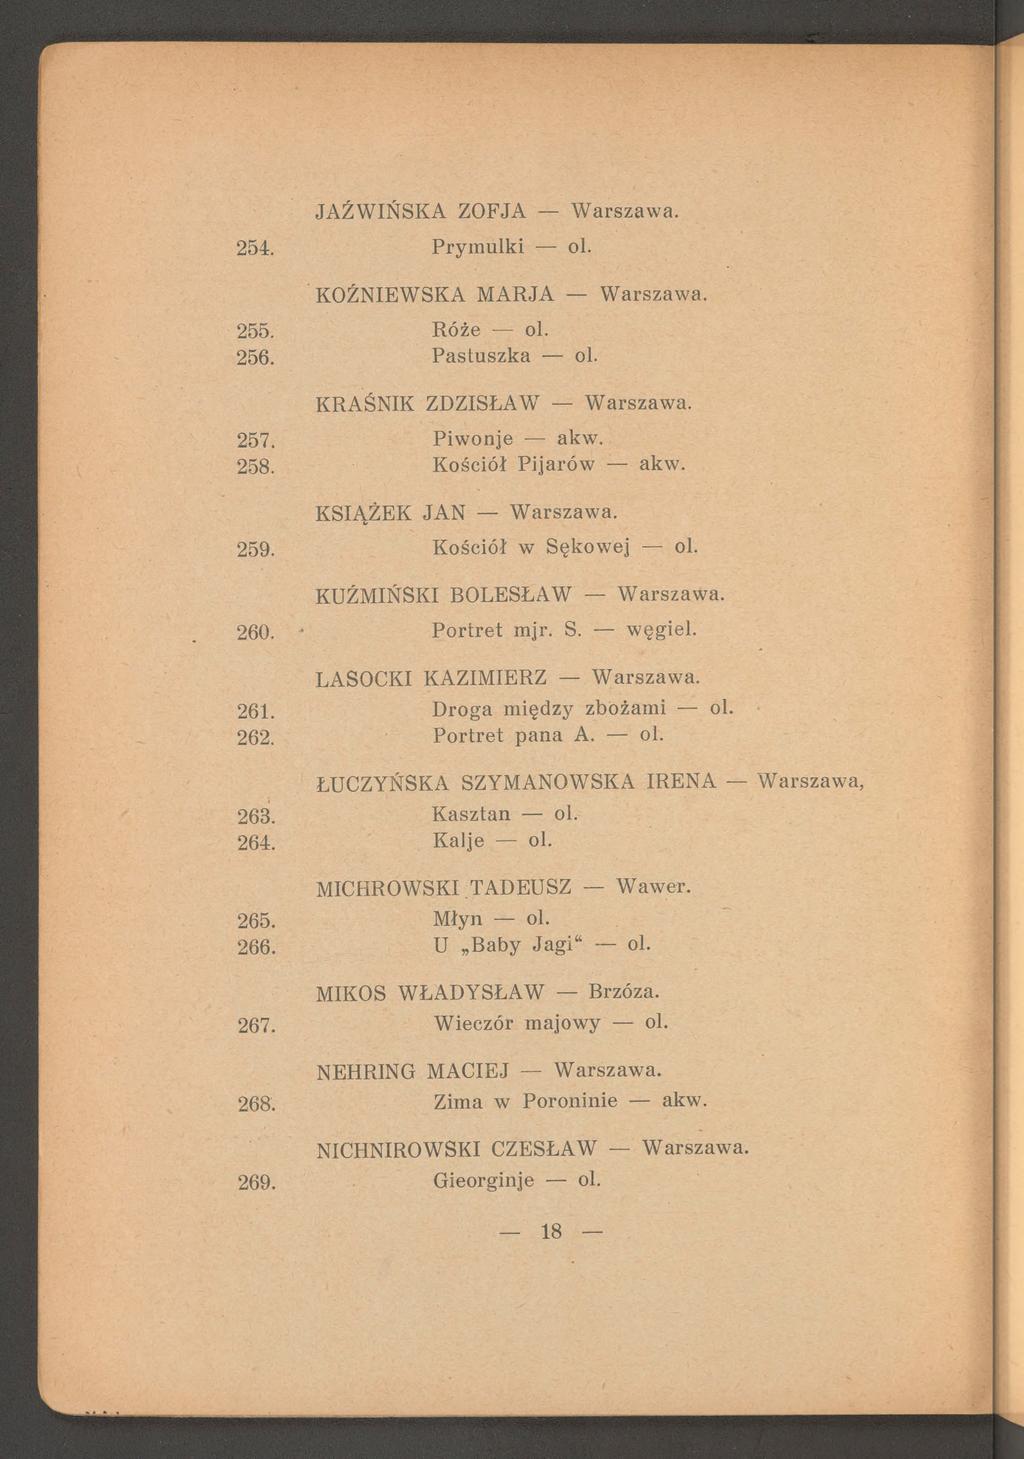 JAŹWIŃSKA ZOFJA — Warszawa.
254. Prymulki — ol.
KOŹNIEWSKA MARJA — Warszawa.
255. Róże — ol.
256. Pastuszka — ol.
KRAŚNIK ZDZISŁAW — Warszawa.
257. Piwonje — akw.
258. Kościół Pijarów — akw.
KSIĄŻEK JAN — Warszawa.
259. Kościół w Sękowej — ol.
KUŹMIŃSKI BOLESŁAW — Warszawa.
260. Portret mjr. S. — węgiel.
LASOCKI KAZIMIERZ — Warszawa.
261. Droga między zbożami — ol.
262. Portret pana A. — ol.
ŁUCZYŃSKA SZYMANOWSKA IRENA — Warszawa,
263. Kasztan — ol.
264. Kalje — ol.
MICHROWSKI TADEUSZ — Wawer.
265. Młyn — ol.
266. U „Baby Jagi“ — ol.
MIKOS WŁADYSŁAW — Brzóza.
267. Wieczór majowy — ol.
NEHRING MACIEJ — Warszawa.
268. Zima w Poroninie — akw.
NICHNIROWSKI CZESŁAW — Warszawa.
269. Gieorginje — ol.
— 18 —